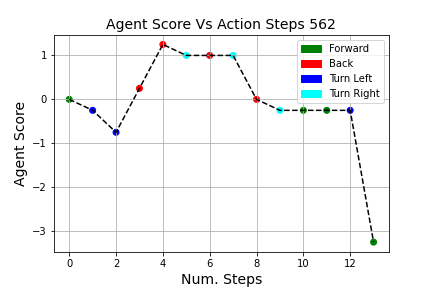 Agent Score Vs Action Steps 562
Agent Score
1
0
−1
−2
−3
Forward
Back
Turn Left
Turn Right
0 2 4 6 8 10 12
Num. Steps